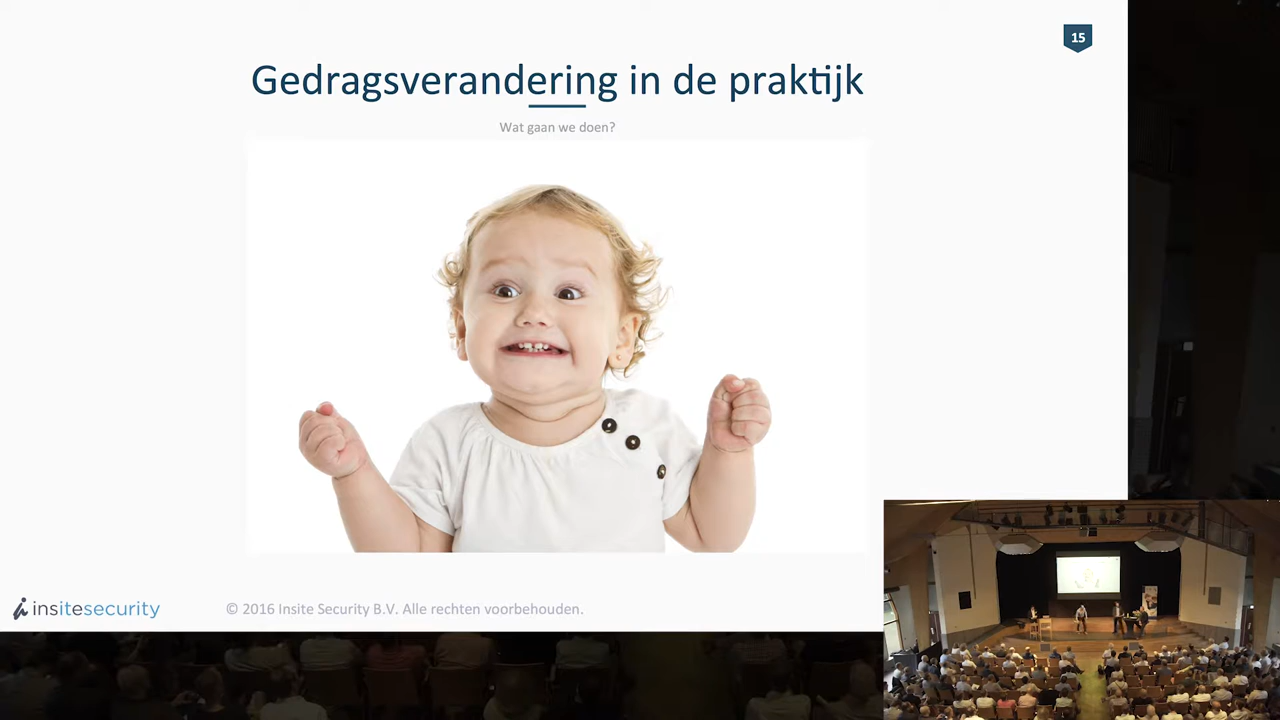 15
Gedragsverandering in de praktijk
Wat gaan we doen?
insitesecurity
© 2016 Insite Security B.V. Alle rechten voorbehouden.